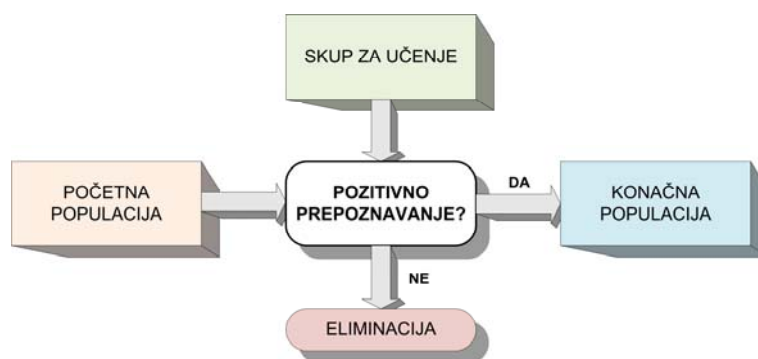 SKUP ZA UČENJE
POČETNA
POPULACIJA
POZITIVNO
PREPOZNAVANJE?
DA
KONAČNA
POPULACIJA
NE
ELIMINACIJA